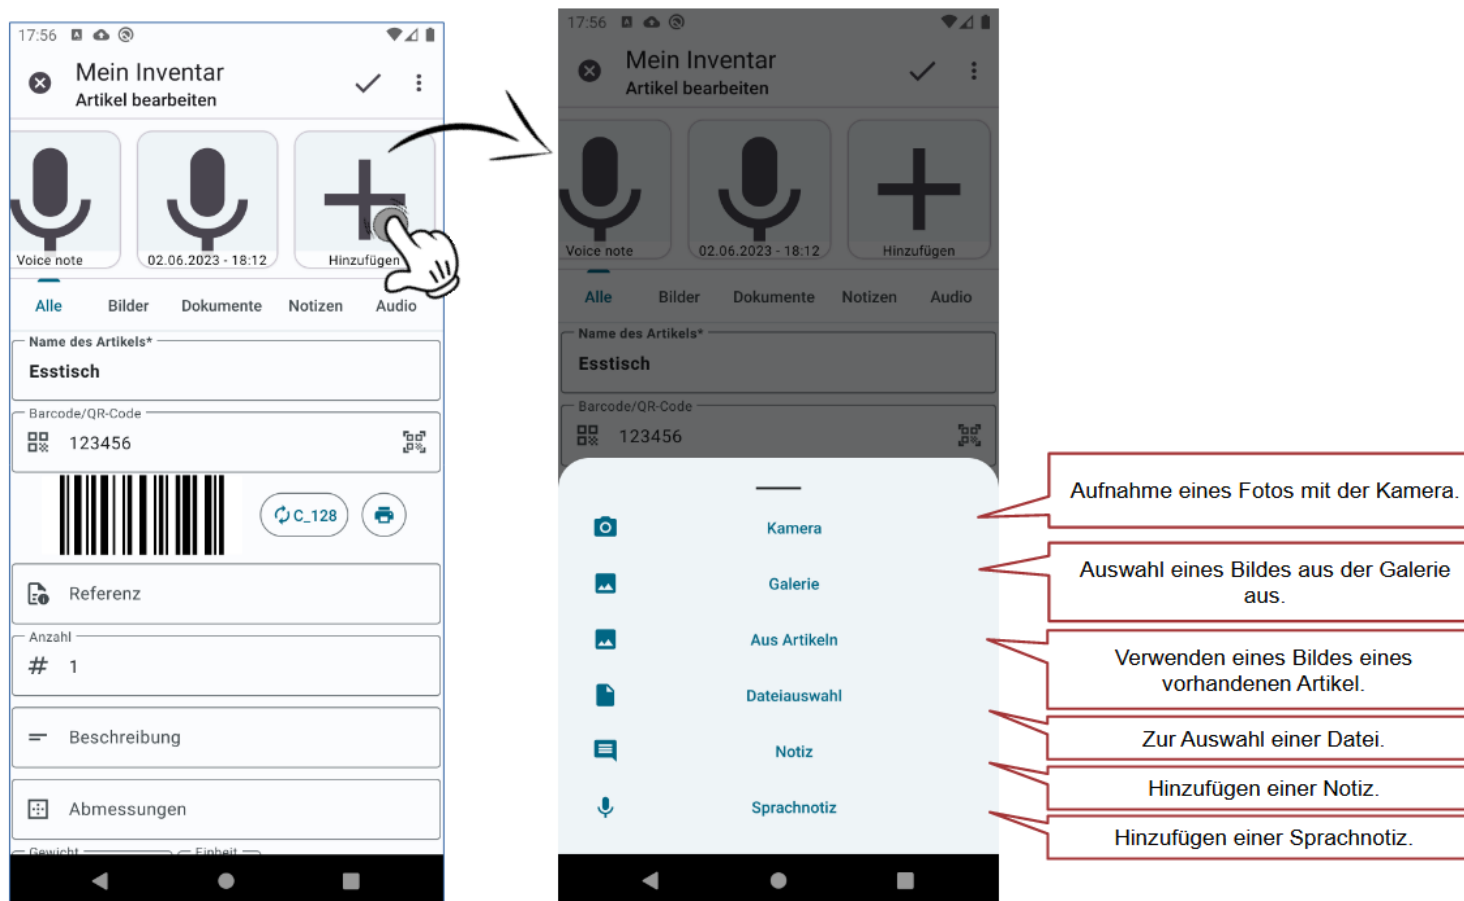 17:56
Mein Inventar
Artikel bearbeiten
Voice note
02.06.2023 - 18:12
Hinzufügen
Alle Bilder Dokumente Notizen Audio
Name des Artikels*
Esstisch
Barcode/QR-Code
123456
C_128
Referenz
Anzahl
# 1
Beschreibung
Abmessungen
Gewicht Einheit
17:56
Mein Inventar
Artikel bearbeiten
Voice note
02.06.2023 - 18:12
Hinzufügen
Alle Bilder Dokumente Notizen Audio
Name des Artikels*
Esstisch
Barcode/QR-Code
123456
Kamera
Galerie
Aus Artikeln
Dateiauswahl
Notiz
Sprachnotiz
Aufnahme eines Fotos mit der Kamera.
Auswahl eines Bildes aus der Galerie
aus.
Verwenden eines Bildes eines
vorhandenen Artikel.
Zur Auswahl einer Datei.
Hinzufügen einer Notiz.
Hinzufügen einer Sprachnotiz.